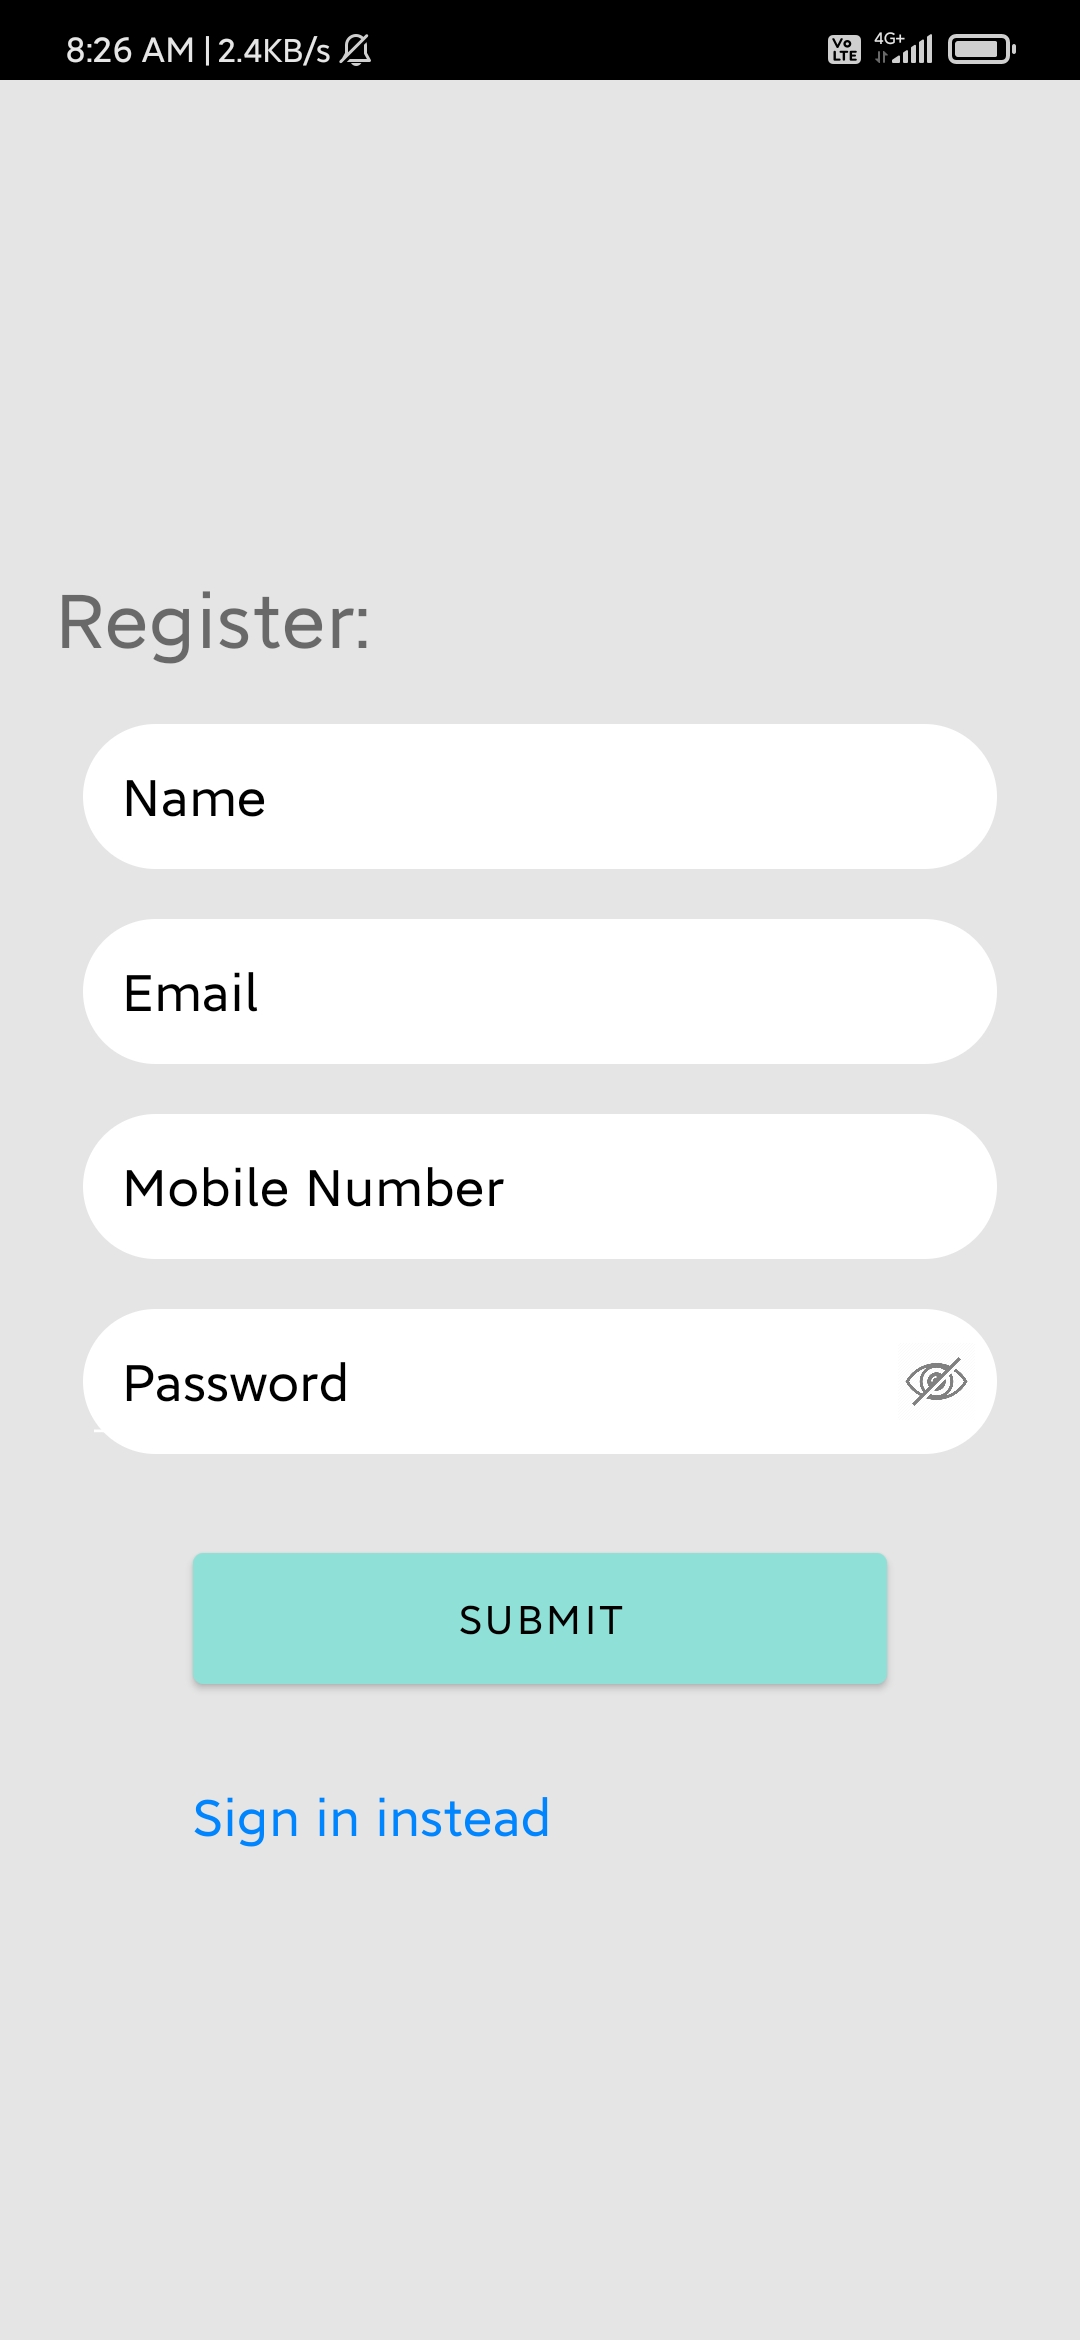 8:26 AM | 2.4KB/s Vo LTE 4G+
Register:
Name
Email
Mobile Number
Password
SUBMIT
Sign in instead